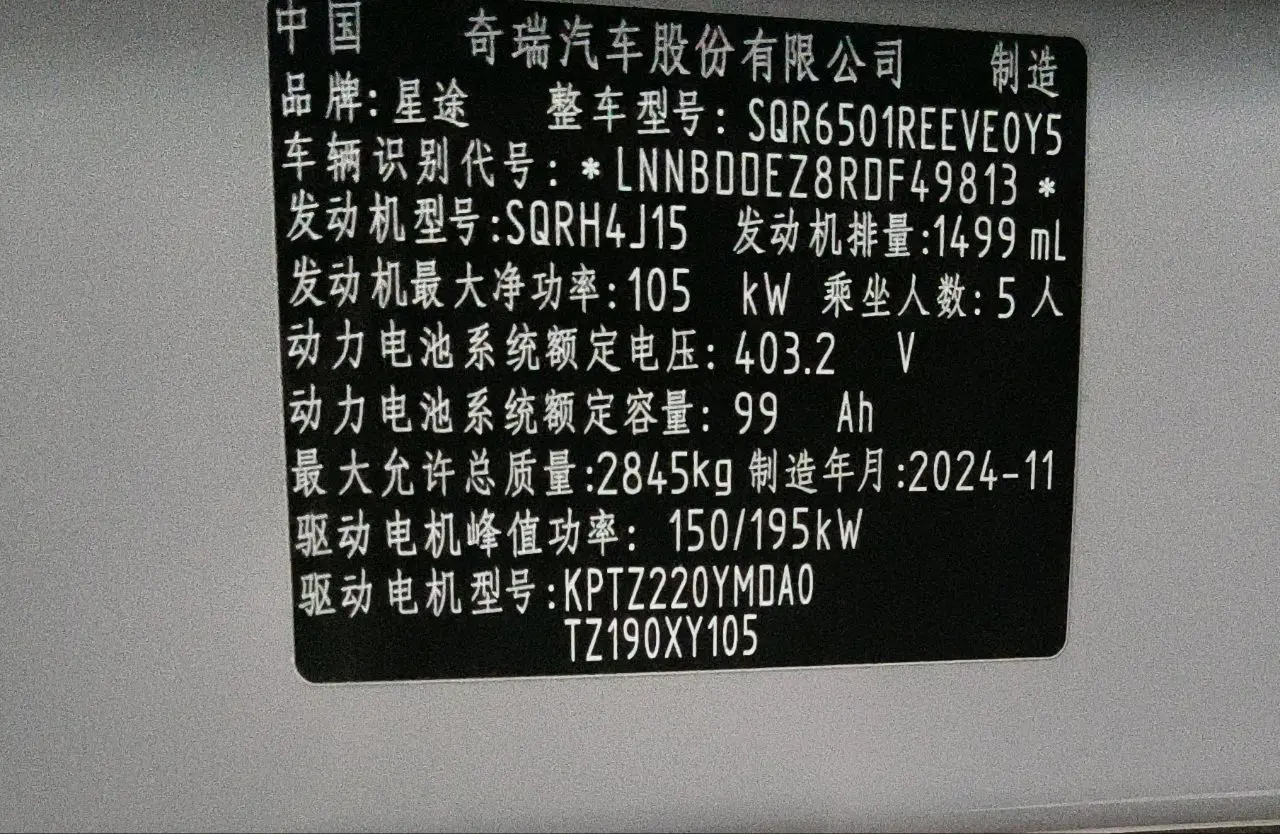 中国 奇瑞汽车股份有限公司 制造
品牌:星途 整车型号:SQR6501REEVE0Y5
车辆识别代号:*LNNBDDEZ8RDF49813*
发动机型号:SQRH4J15 发动机排量:1499 mL
发动机最大净功率:105 kW 乘坐人数:5人
动力电池系统额定电压:403.2 V
动力电池系统额定容量:99 Ah
最大允许总质量:2845kg 制造年月:2024-11
驱动电机峰值功率: 150/195kW
驱动电机型号:KPTZ220YMDA0
TZ190XY105